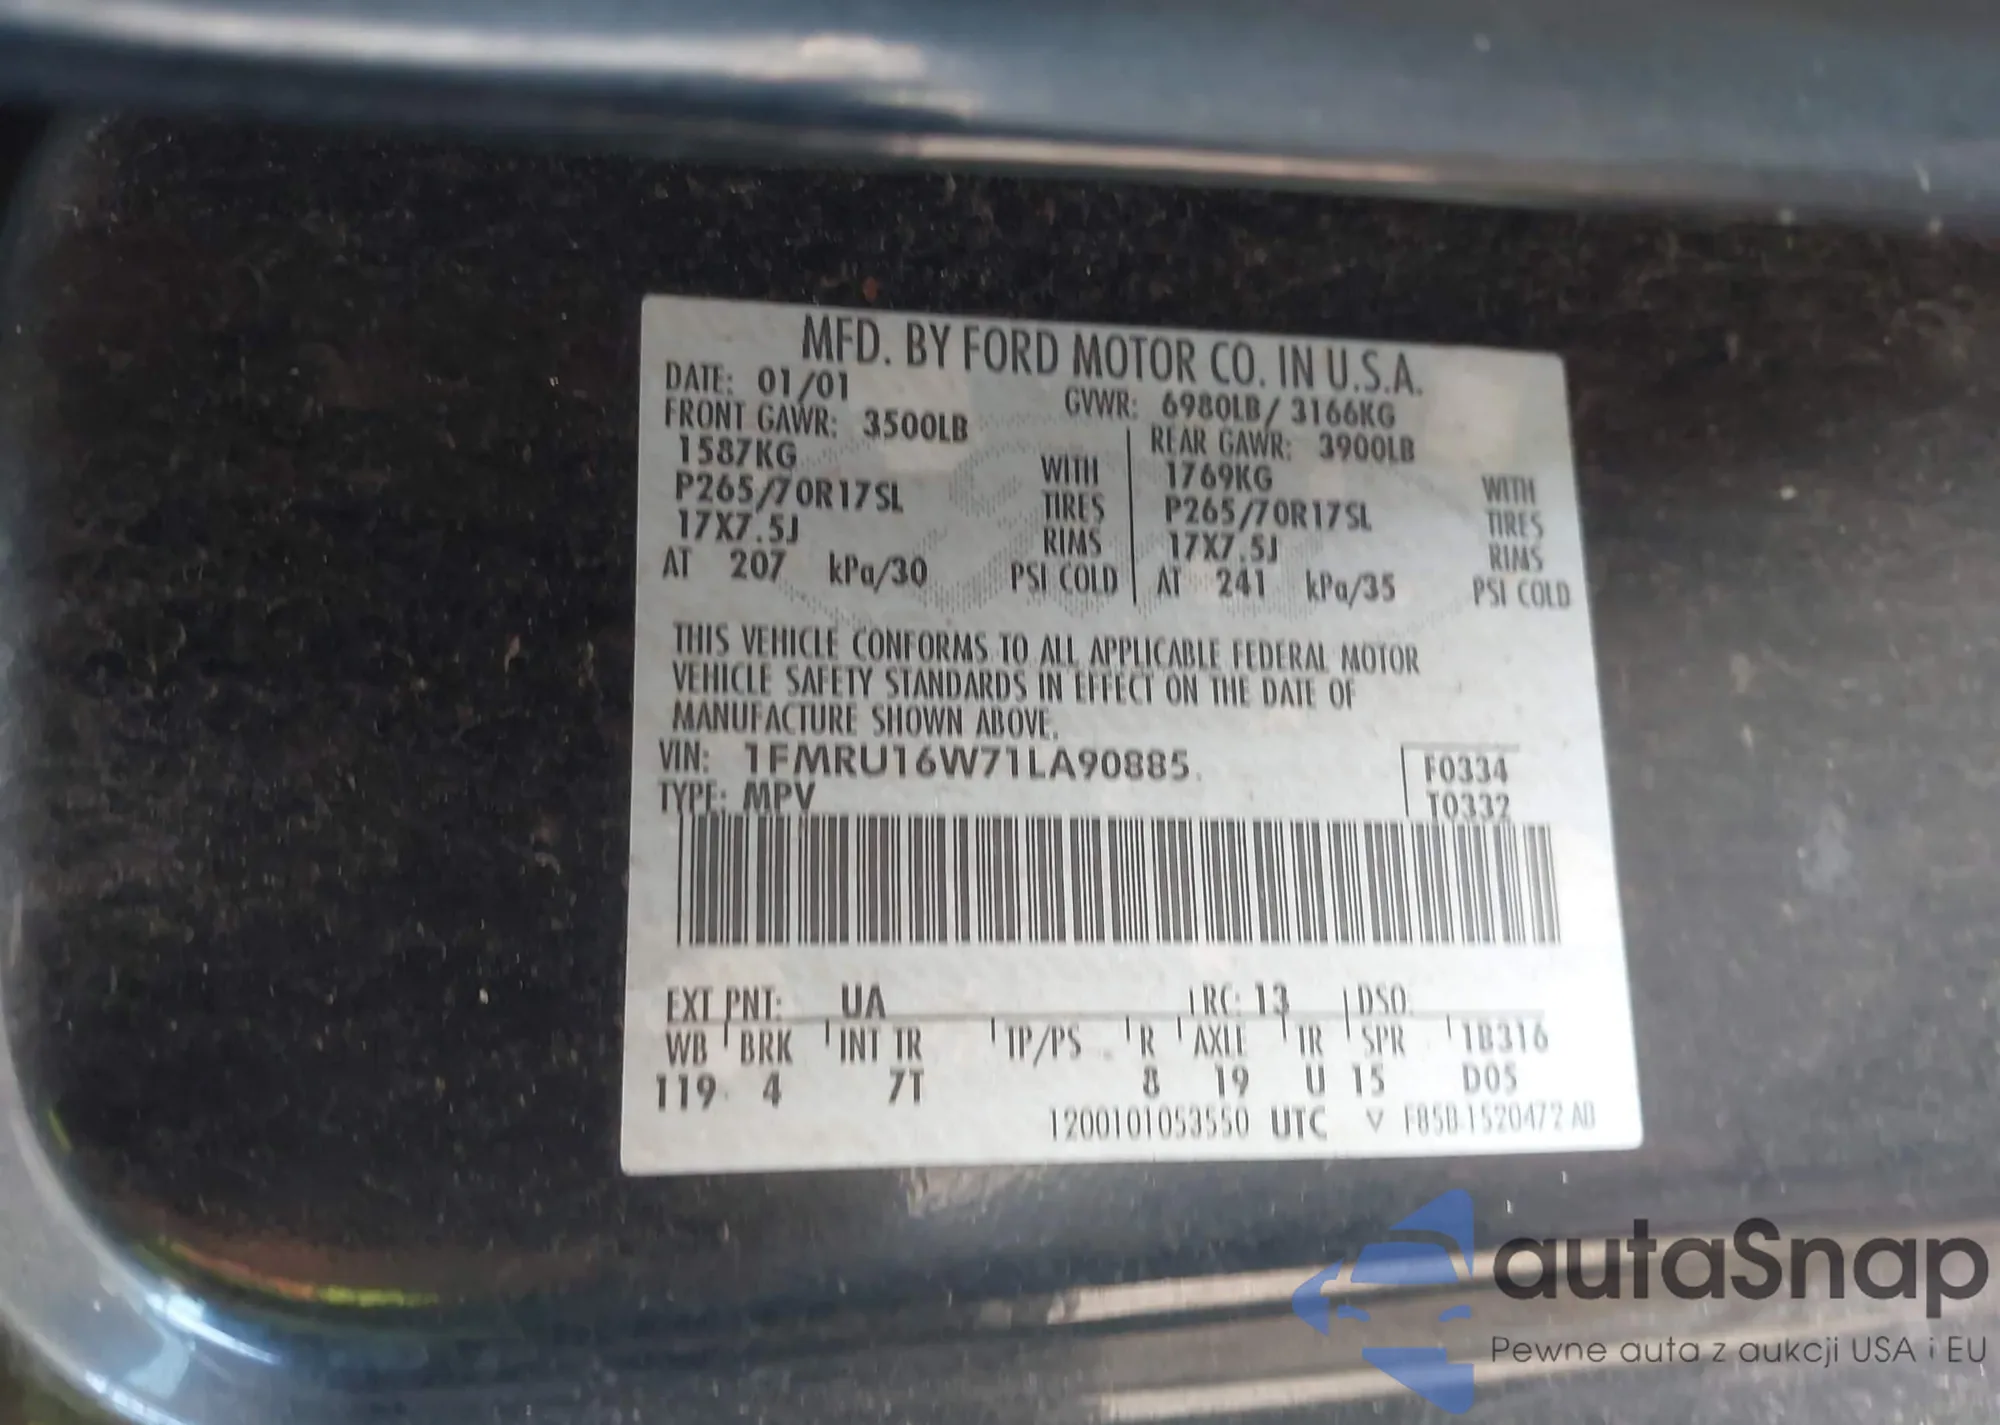 MFD. BY FORD MOTOR CO. IN U.S.A.
DATE: 01/01 GVWR: 6980LB/ 3166KG
FRONT GAWR: 3500LB REAR GAWR: 3900LB
1587KG WITH 1769KG WITH
P265/70R17SL TIRES P265/70R17SL TIRES
17X7.5J RIMS 17X7.5J RIMS
AT 207 kPa/30 PSI COLD AT 241 kPa/35 PSI COLD
THIS VEHICLE CONFORMS TO ALL APPLICABLE FEDERAL MOTOR
VEHICLE SAFETY STANDARDS IN EFFECT ON THE DATE OF
MANUFACTURE SHOWN ABOVE.
VIN: 1FMRU16W71LA90885 F0334
TYPE: MPV T0332
EXT PNT: UA RC: 13 DSO:
WB BRK INT TR TP/PS R AXLE TR SPR 1B316
119 4 7T 8 19 U 15 D05
1200101053550 UTC
autaSnap
Pewne auta z aukcji USA i EU